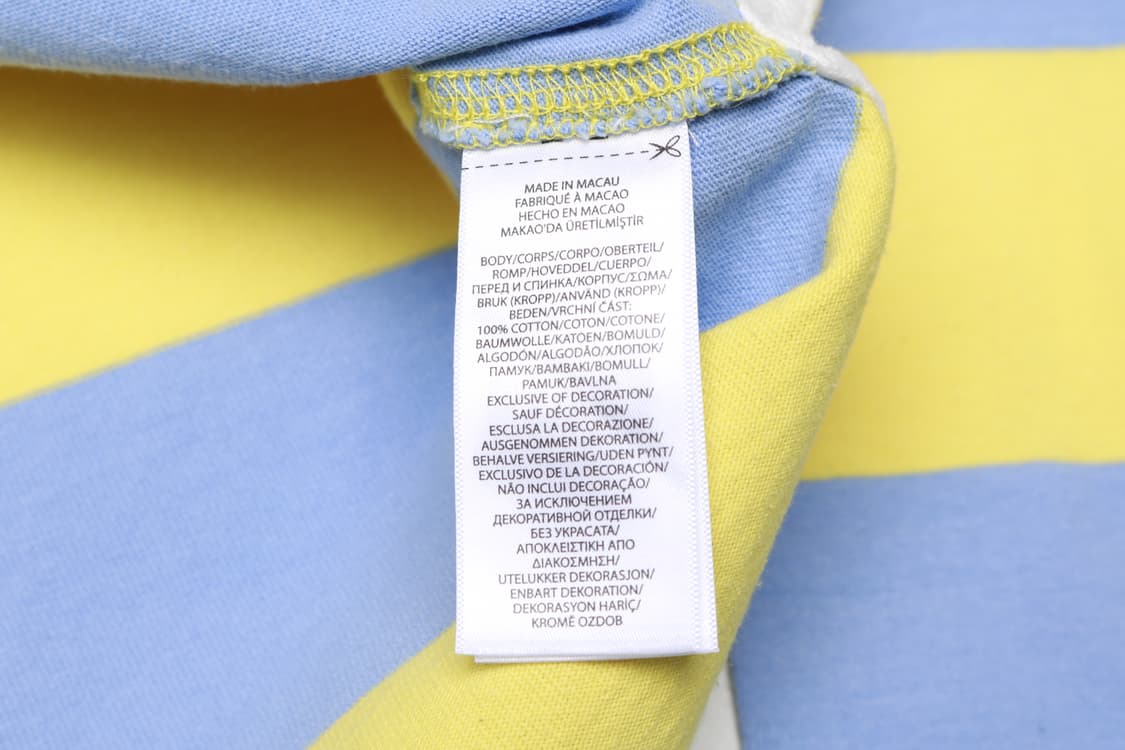 MADE IN MACAU
FABRIQUÉ À MACAO
HECHO EN MACAO
MAKAO'DA ÜRETİLMİŞTİR
BODY/CORPS/CORPO/OBERTEIL/
ROMP/HOVEDDEL/CUERPO/
ПЕРЕД И СПИНКА/КОРПУС/ΣΩΜΑ/
BRUK (KROPP)/ANVÄND (KROPP)/
BEDEN/VRCHNÍ ČÁST:
100% COTTON/COTON/COTONE/
BAUMWOLLE/KATOEN/BOMULD/
ALGODÓN/ALGODÃO/ХЛОПОК/
ПАМУК/ΒΑΜΒΑΚΙ/BOMULL/
PAMUK/BAVLNA
EXCLUSIVE OF DECORATION/
SAUF DÉCORATION/
ESCLUSA LA DECORAZIONE/
AUSGENOMMEN DEKORATION/
BEHALVE VERSIERING/UDEN PYNT/
EXCLUSIVO DE LA DECORACIÓN/
NÃO INCLUI DECORAÇÃO/
ЗА ИСКЛЮЧЕНИЕМ
ДЕКОРАТИВНОЙ ОТДЕЛКИ/
БЕЗ УКРАСАТА/
ΑΠΟΚΛΕΙΣΤΙΚΗ ΑΠΟ
ΔΙΑΚΟΣΜΗΣΗ/
UTELUKKER DEKORASJON/
ENBART DEKORATION/
DEKORASYON HARİÇ/
KROMĚ OZDOB